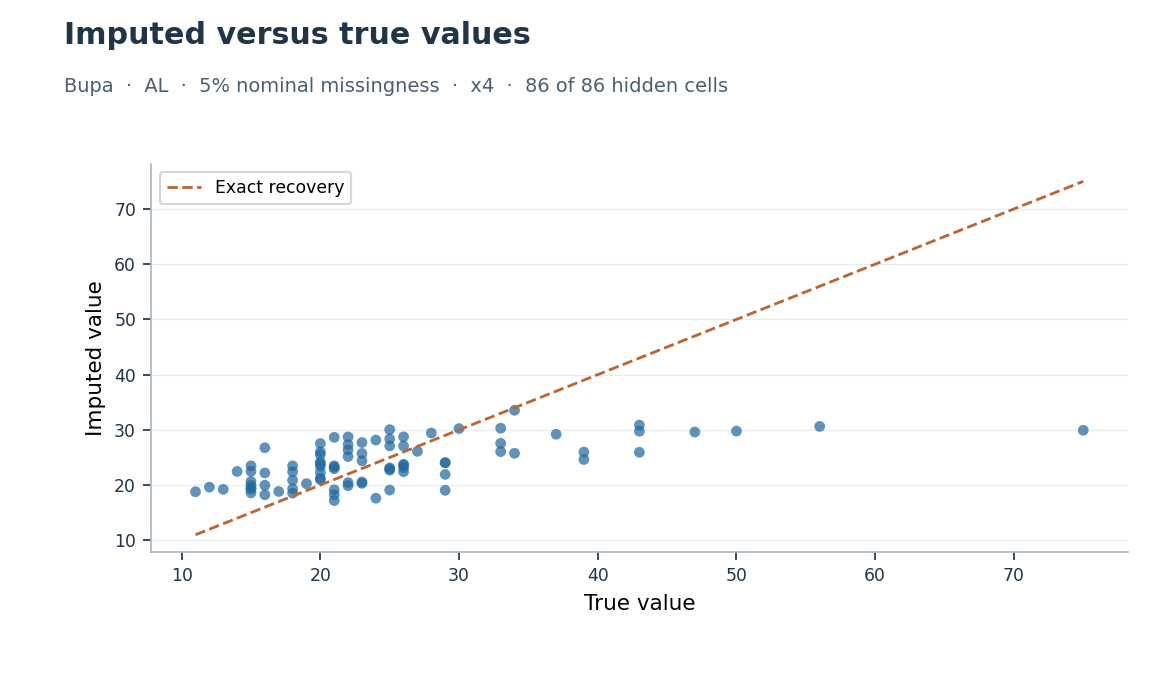 Imputed versus true values
Bupa · AL · 5% nominal missingness · x4 · 86 of 86 hidden cells
Exact recovery
70
60
50
40
30
20
10
Imputed value
10 20 30 40 50 60 70
True value